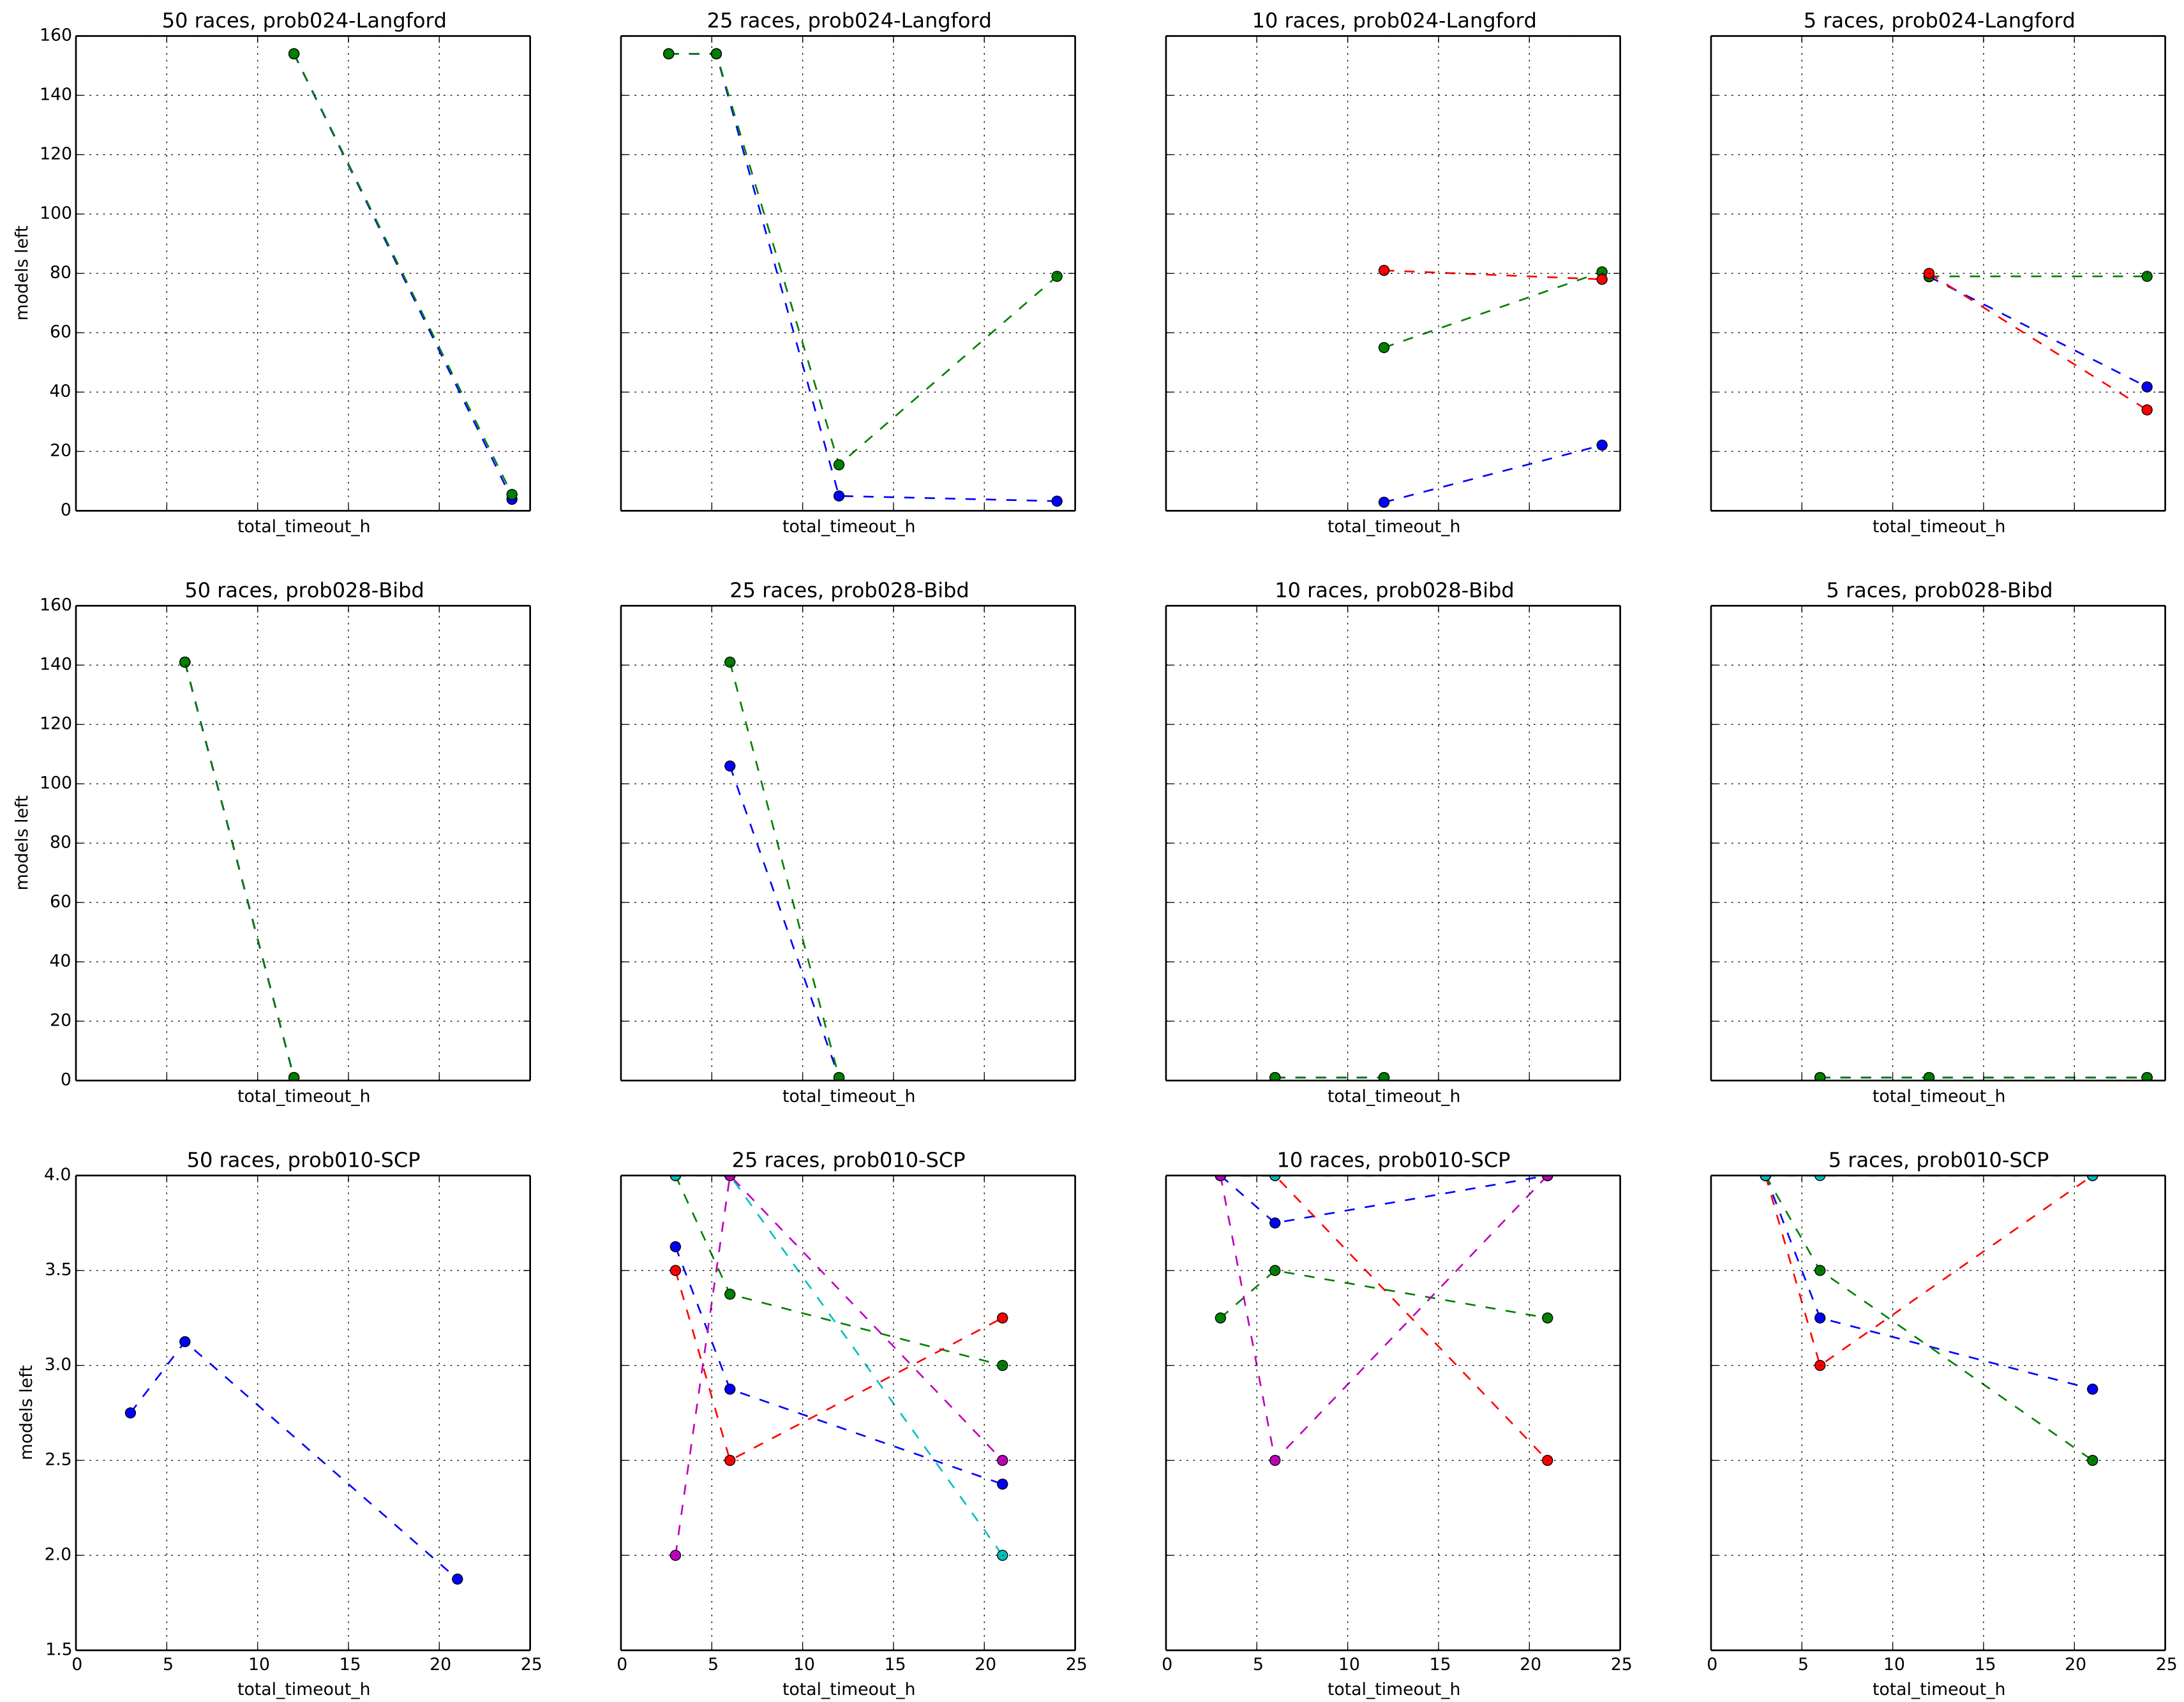 50 races, prob024-Langford
25 races, prob024-Langford
10 races, prob024-Langford
5 races, prob024-Langford
160
140
120
100
80
60
40
20
0
models left
total_timeout_h
total_timeout_h
total_timeout_h
total_timeout_h
50 races, prob028-Bibd
25 races, prob028-Bibd
10 races, prob028-Bibd
5 races, prob028-Bibd
160
140
120
100
80
60
40
20
0
models left
total_timeout_h
total_timeout_h
total_timeout_h
total_timeout_h
50 races, prob010-SCP
25 races, prob010-SCP
10 races, prob010-SCP
5 races, prob010-SCP
4.0
3.5
3.0
2.5
2.0
1.5
models left
0 5 10 15 20 25
0 5 10 15 20 25
0 5 10 15 20 25
0 5 10 15 20 25
total_timeout_h
total_timeout_h
total_timeout_h
total_timeout_h